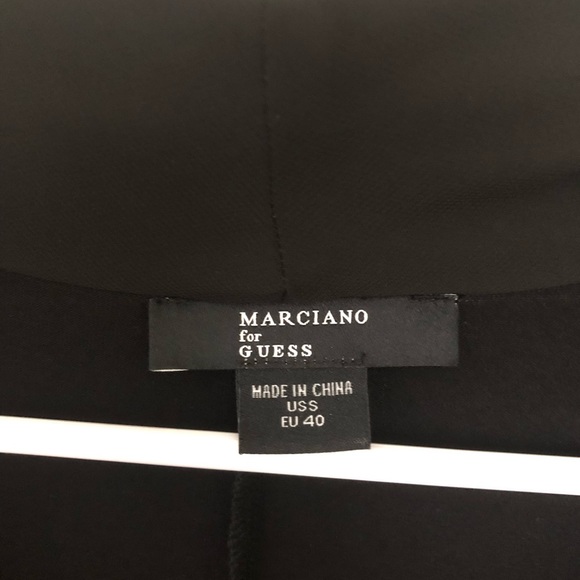 MARCIANO
for
GUESS
MADE IN CHINA
USS
EU 40